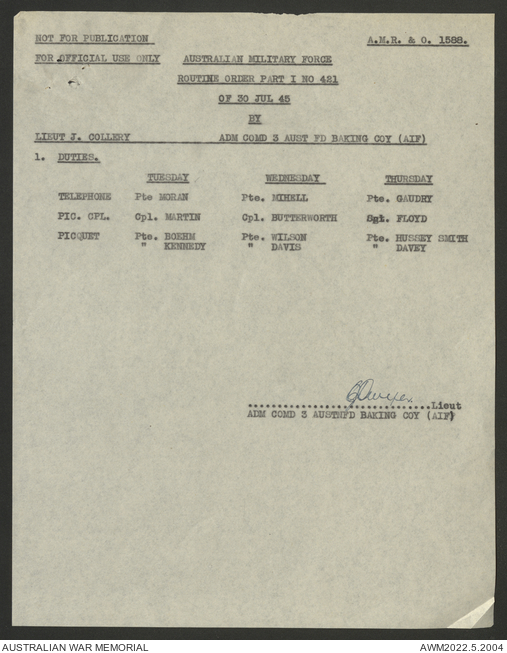 NOT FOR PUBLICATION A.M.R. & O. 1588.
FOR OFFICIAL USE ONLY AUSTRALIAN MILITARY FORCE
ROUTINE ORDER PART I NO 421
OF 30 JUL 45
BY
LIEUT J. COLLERY ADM COMD 3 AUST FD BAKING COY (AIF)
1. DUTIES.
TUESDAY WEDNESDAY THURSDAY
TELEPHONE Pte MORAN Pte. MIHELL Pte. GAUDRY
PIC. CPL. Cpl. MARTIN Cpl. BUTTERWORTH Sgt. FLOYD
PICQUET Pte. BOEHM Pte. WILSON Pte. HUSSEY SMITH
" KENNEDY " DAVIS " DAVEY
..............................Lieut
ADM COMD 3 AUSTNFD BAKING COY (AIF)
AUSTRALIAN WAR MEMORIAL AWM2022.5.2004